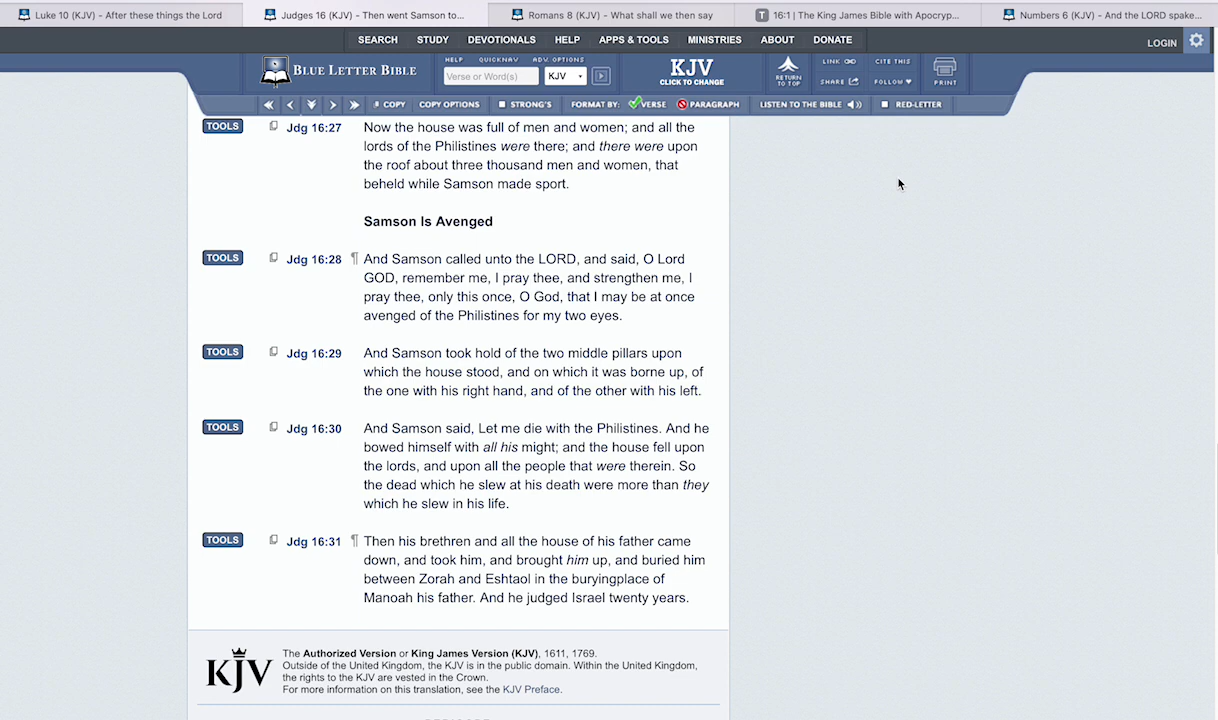 Luke 10 (KJV) - After these things the Lord
Judges 16 (KJV) - Then went Samson to...
Romans 8 (KJV) - What shall we then say
T 16:1 | The King James Bible with Apocryp...
Numbers 6 (KJV) - And the LORD spake...
SEARCH STUDY DEVOTIONALS HELP APPS & TOOLS MINISTRIES ABOUT DONATE
LOGIN
BLUE LETTER BIBLE
HELP QUICKNAV ADV. OPTIONS
Verse or Word(s) KJV
KJV
CLICK TO CHANGE
RETURN
TO TOP
LINK CITE THIS
SHARE FOLLOW
PRINT
COPY COPY OPTIONS STRONG'S FORMAT BY: VERSE PARAGRAPH LISTEN TO THE BIBLE RED-LETTER
TOOLS Jdg 16:27 Now the house was full of men and women; and all the
lords of the Philistines were there; and there were upon
the roof about three thousand men and women, that
beheld while Samson made sport.
Samson Is Avenged
TOOLS Jdg 16:28 ¶ And Samson called unto the LORD, and said, O Lord
GOD, remember me, I pray thee, and strengthen me, I
pray thee, only this once, O God, that I may be at once
avenged of the Philistines for my two eyes.
TOOLS Jdg 16:29 And Samson took hold of the two middle pillars upon
which the house stood, and on which it was borne up, of
the one with his right hand, and of the other with his left.
TOOLS Jdg 16:30 And Samson said, Let me die with the Philistines. And he
bowed himself with all his might; and the house fell upon
the lords, and upon all the people that were therein. So
the dead which he slew at his death were more than they
which he slew in his life.
TOOLS Jdg 16:31 ¶ Then his brethren and all the house of his father came
down, and took him, and brought him up, and buried him
between Zorah and Eshtaol in the buryingplace of
Manoah his father. And he judged Israel twenty years.
KJV
The Authorized Version or King James Version (KJV), 1611, 1769.
Outside of the United Kingdom, the KJV is in the public domain. Within the United Kingdom,
the rights to the KJV are vested in the Crown.
For more information on this translation, see the KJV Preface.